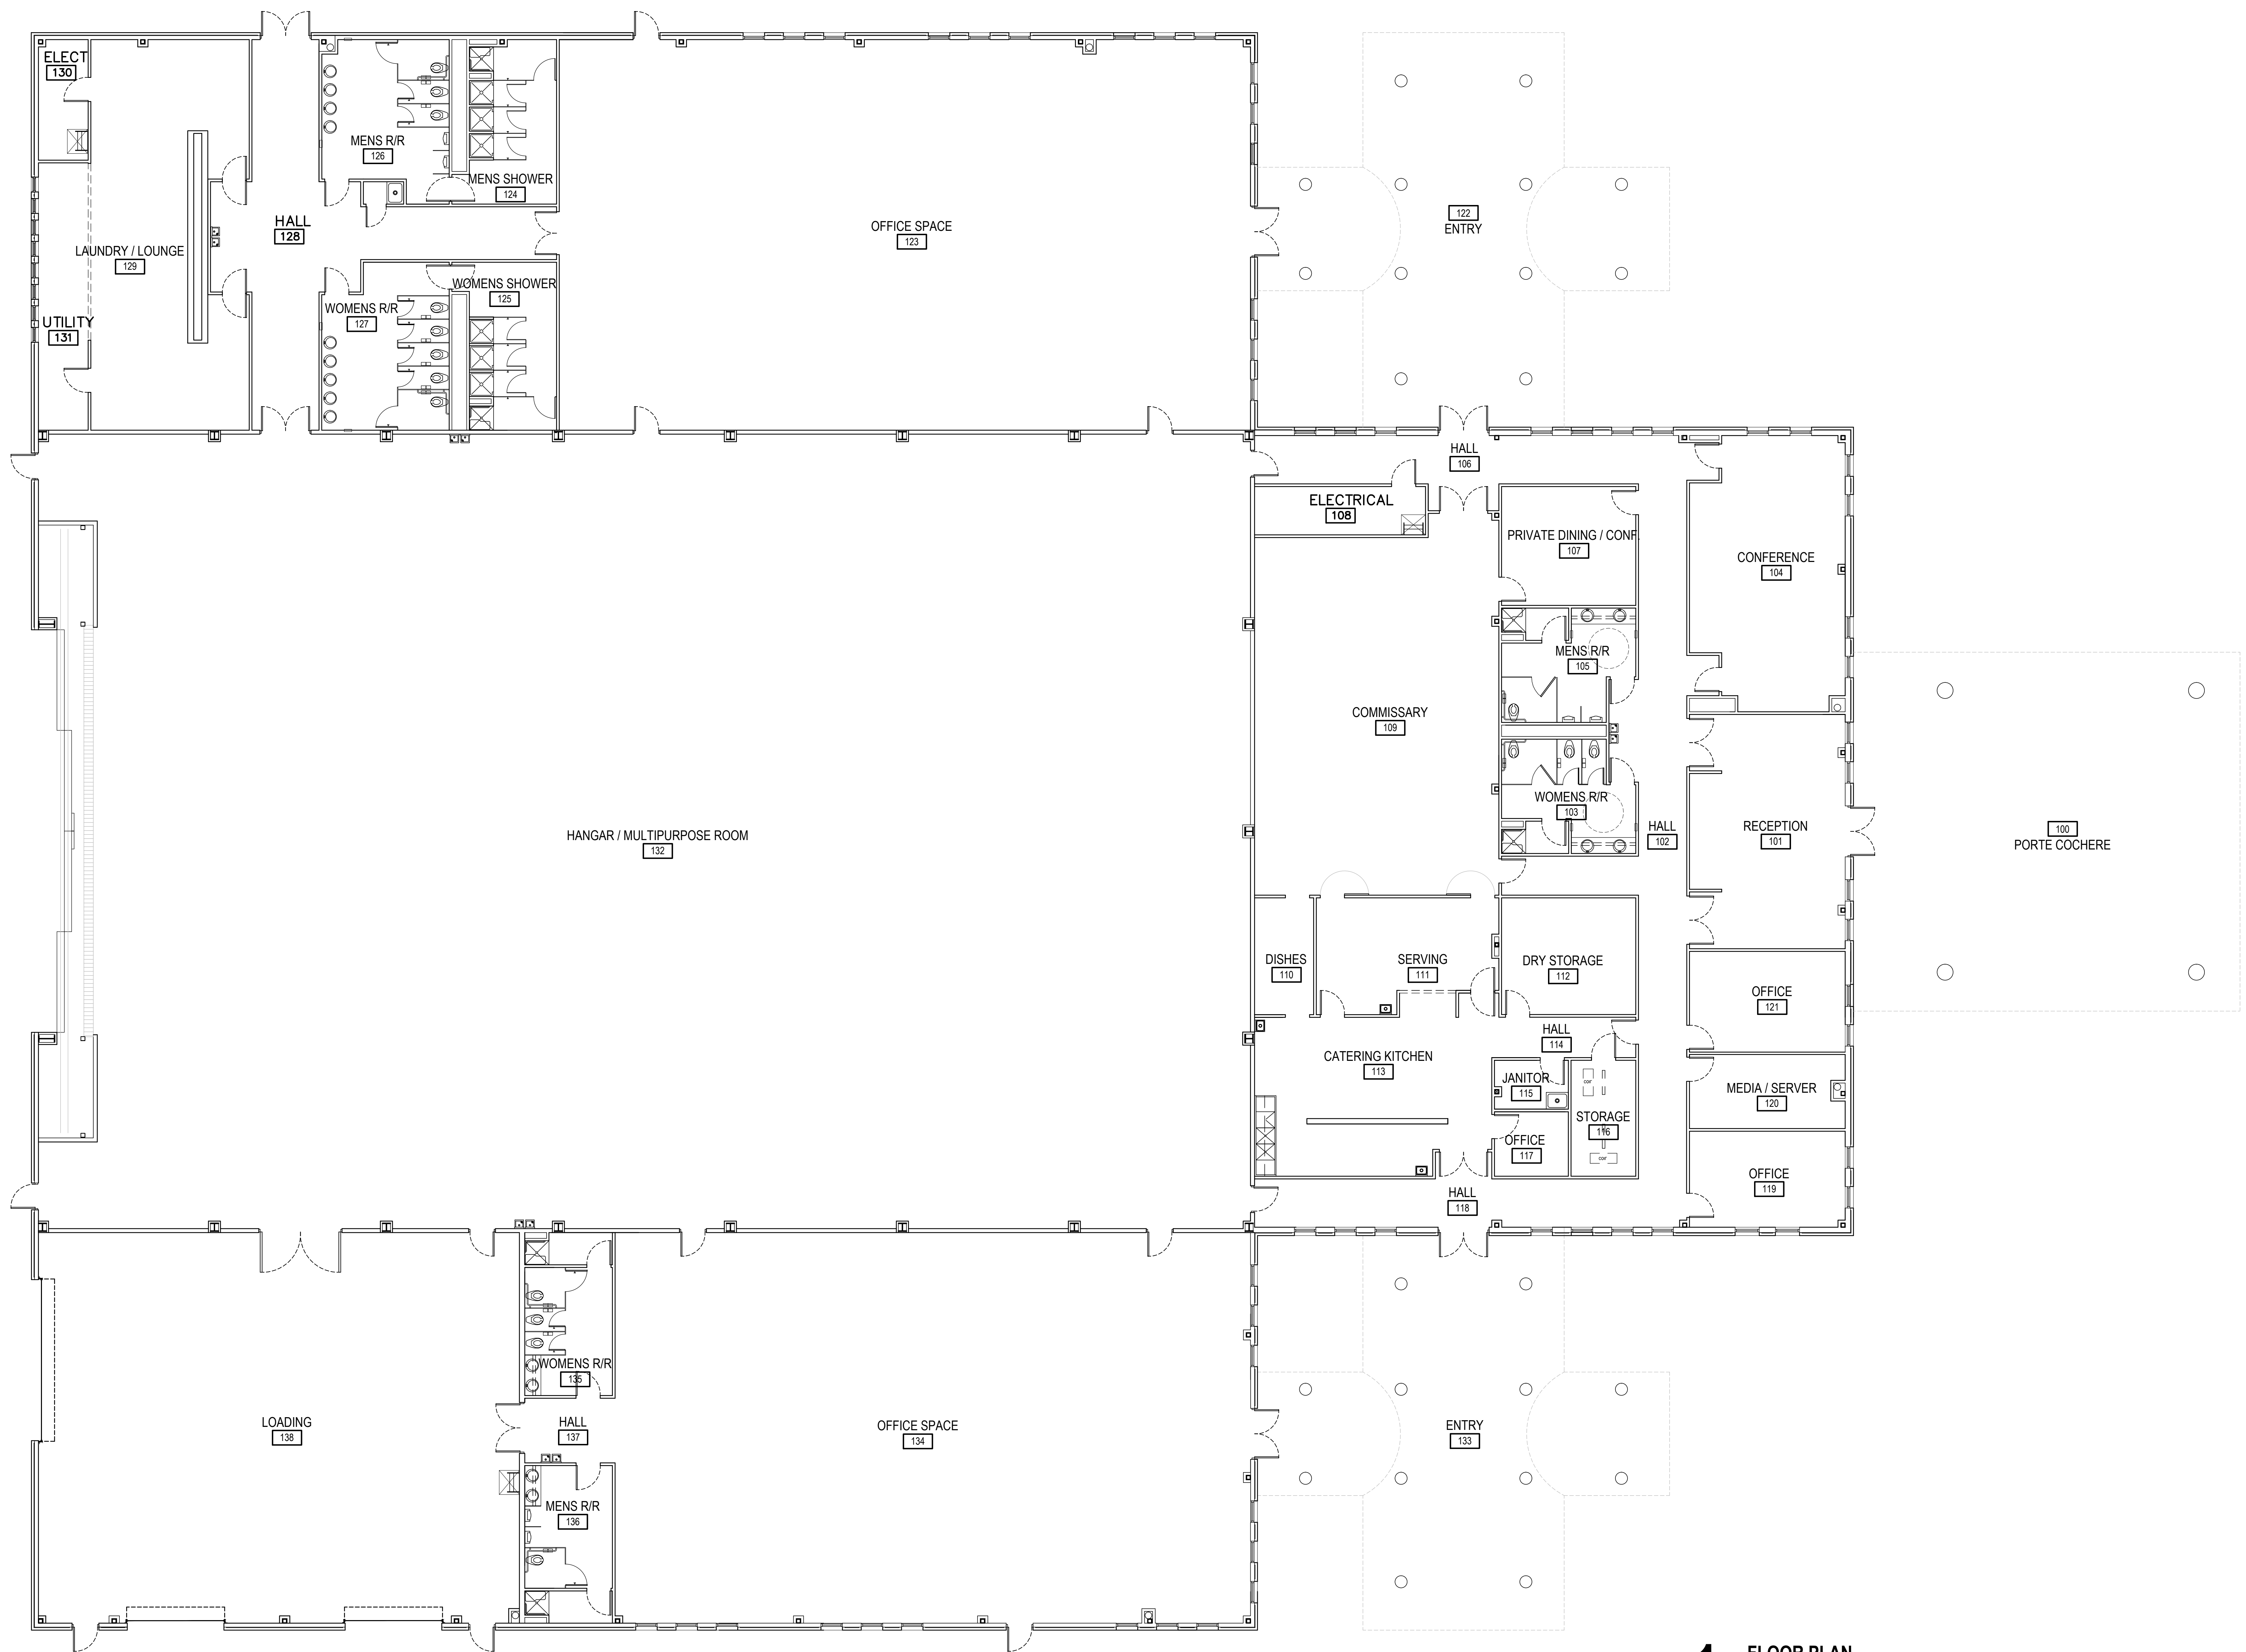 ELECT
130
MENS R/R
126
MENS SHOWER
124
HALL
128
LAUNDRY / LOUNGE
129
OFFICE SPACE
123
122
ENTRY
WOMENS R/R
127
WOMENS SHOWER
125
UTILITY
131
HALL
106
ELECTRICAL
108
PRIVATE DINING / CONF.
107
CONFERENCE
104
MENS R/R
105
COMMISSARY
109
WOMENS R/R
103
HALL
102
RECEPTION
101
100
PORTE COCHERE
HANGAR / MULTIPURPOSE ROOM
132
DISHES
110
SERVING
111
DRY STORAGE
112
OFFICE
121
HALL
114
CATERING KITCHEN
113
JANITOR
115
MEDIA / SERVER
120
STORAGE
116
OFFICE
117
OFFICE
119
HALL
118
WOMENS R/R
135
LOADING
138
HALL
137
OFFICE SPACE
134
ENTRY
133
MENS R/R
136
FLOOR PLAN